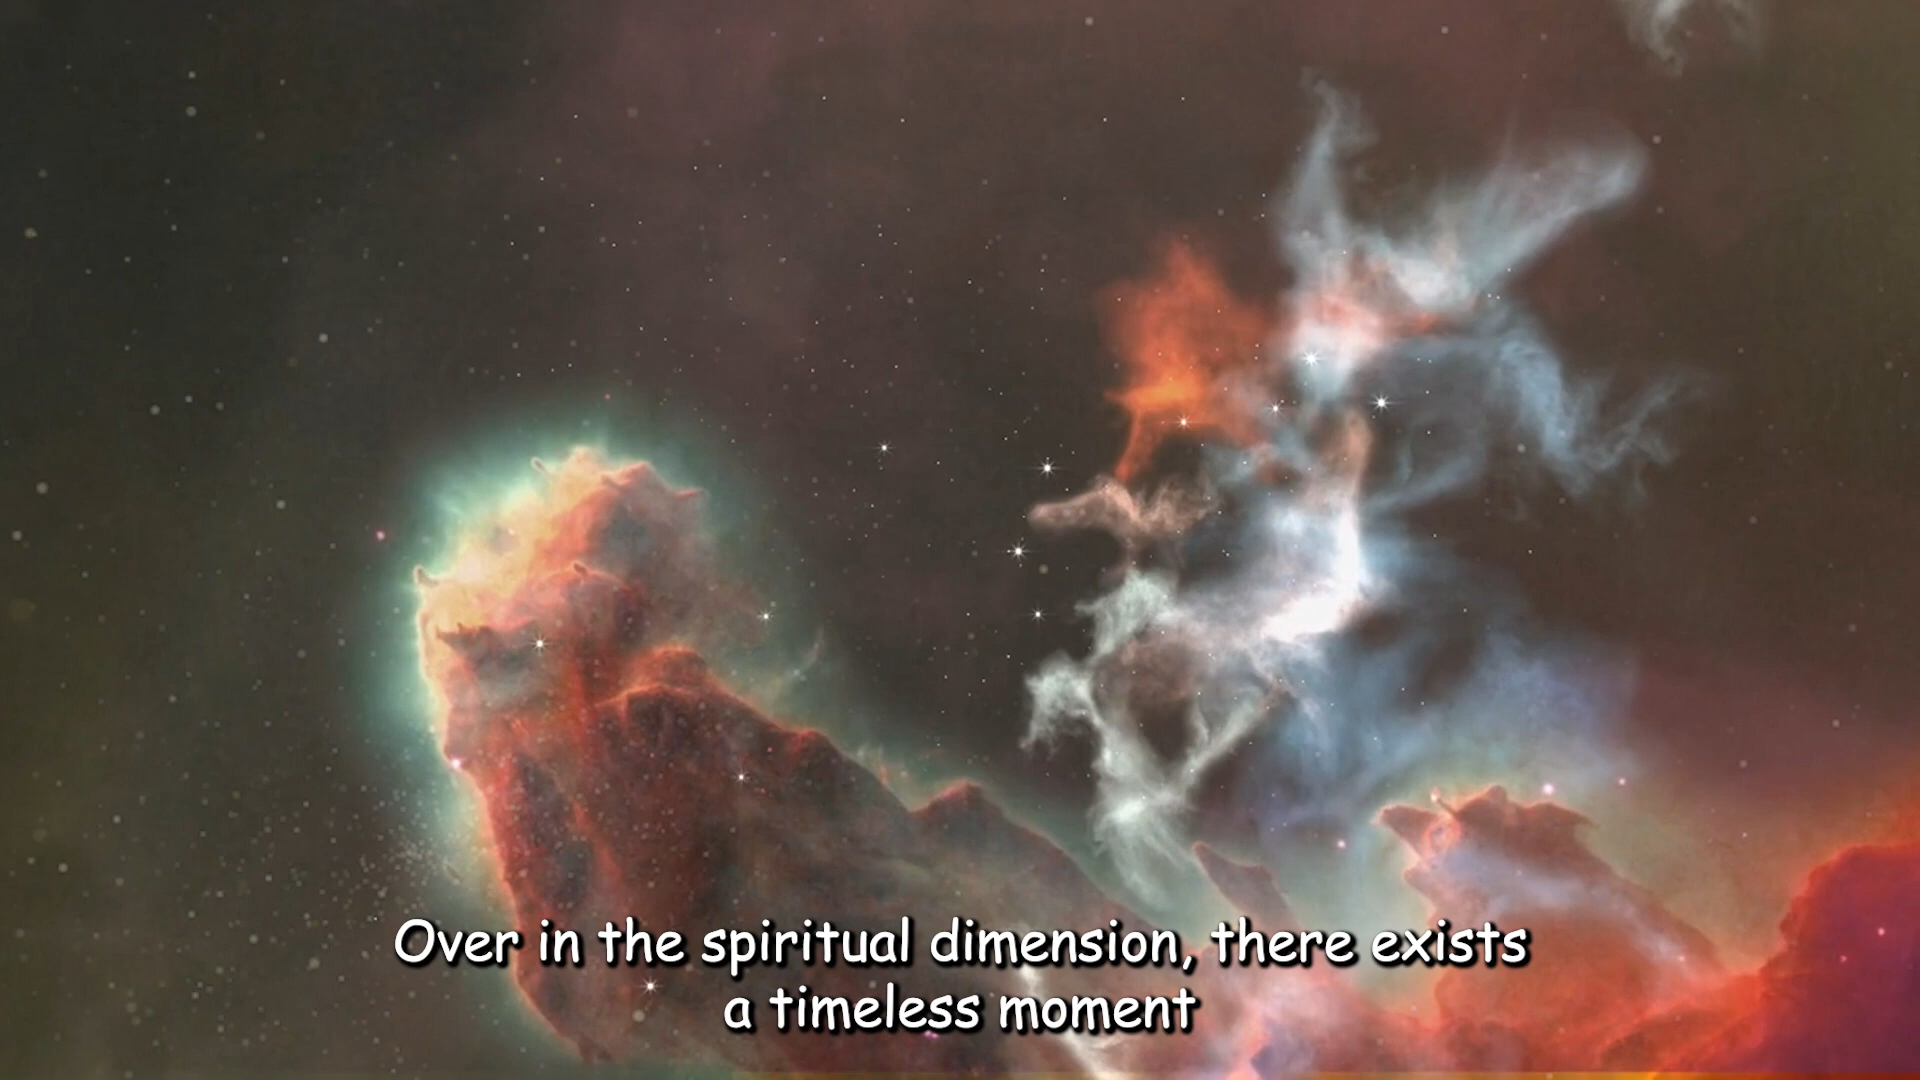 Over in the spiritual dimension, there exists
a timeless moment